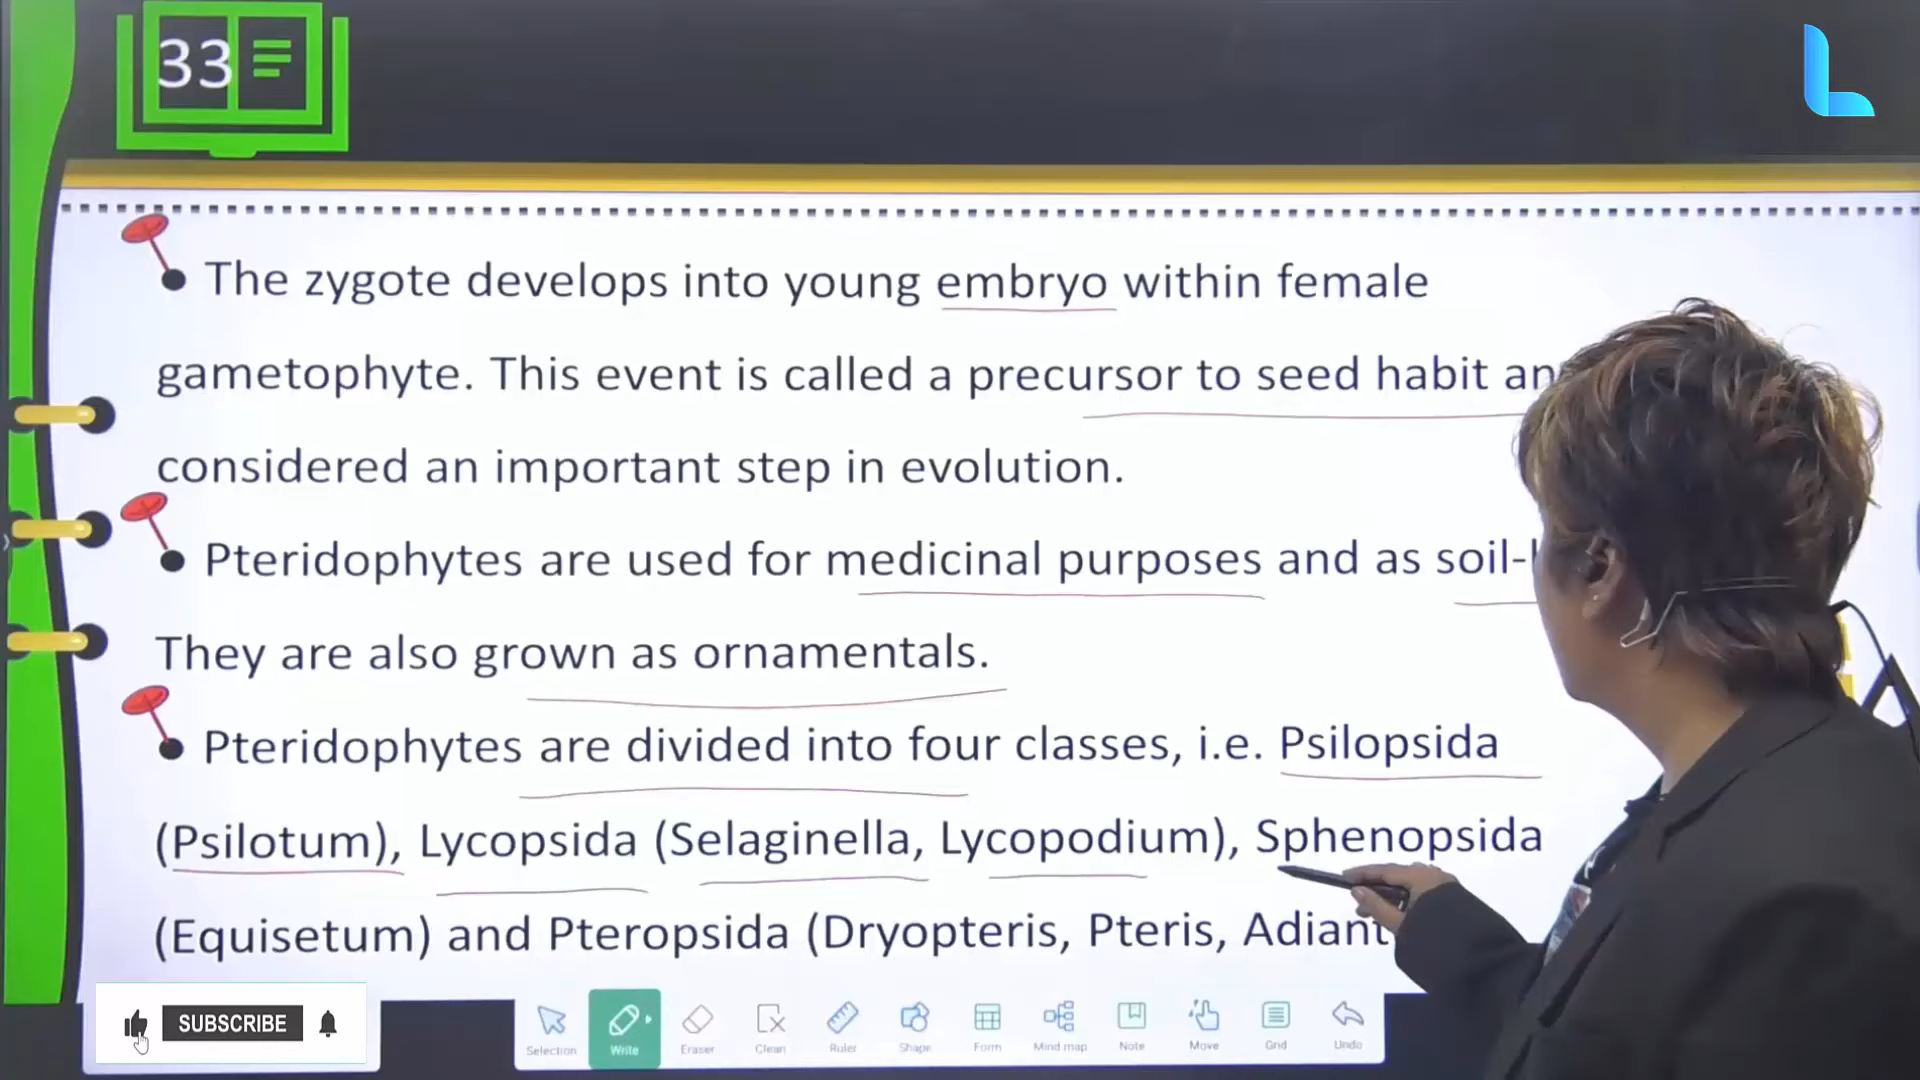 33
The zygote develops into young embryo within female
gametophyte. This event is called a precursor to seed habit
considered an important step in evolution.
Pteridophytes are used for medicinal purposes and as
They are also grown as ornamentals.
Pteridophytes are divided into four classes, i.e. Psilopsida
(Psilotum), Lycopsida (Selaginella, Lycopodium), Sphenopsida
(Equisetum) and Pteropsida (Dryopteris, Pteris,
SUBSCRIBE
Selection Write Eraser Clean Ruler Shape Form Mind map Note Move Grid Undo